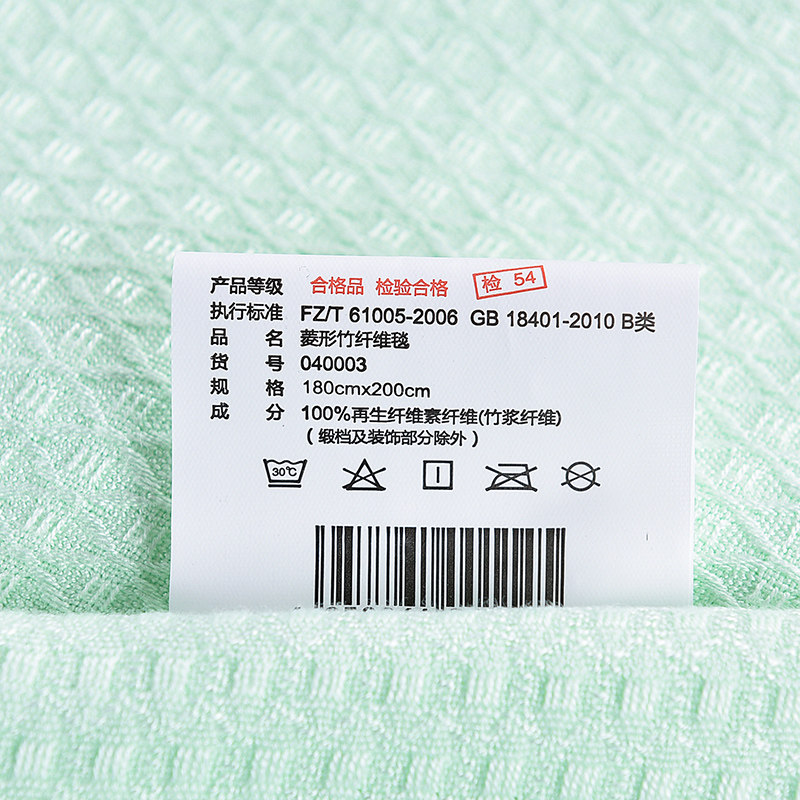 产品等级 合格品 检验合格 检 54
执行标准 FZ/T 61005-2006 GB 18401-2010 B类
品名 菱形竹纤维毯
货号 040003
规格 180cmx200cm
成分 100%再生纤维素纤维(竹浆纤维)
(缎档及装饰部分除外)
30℃